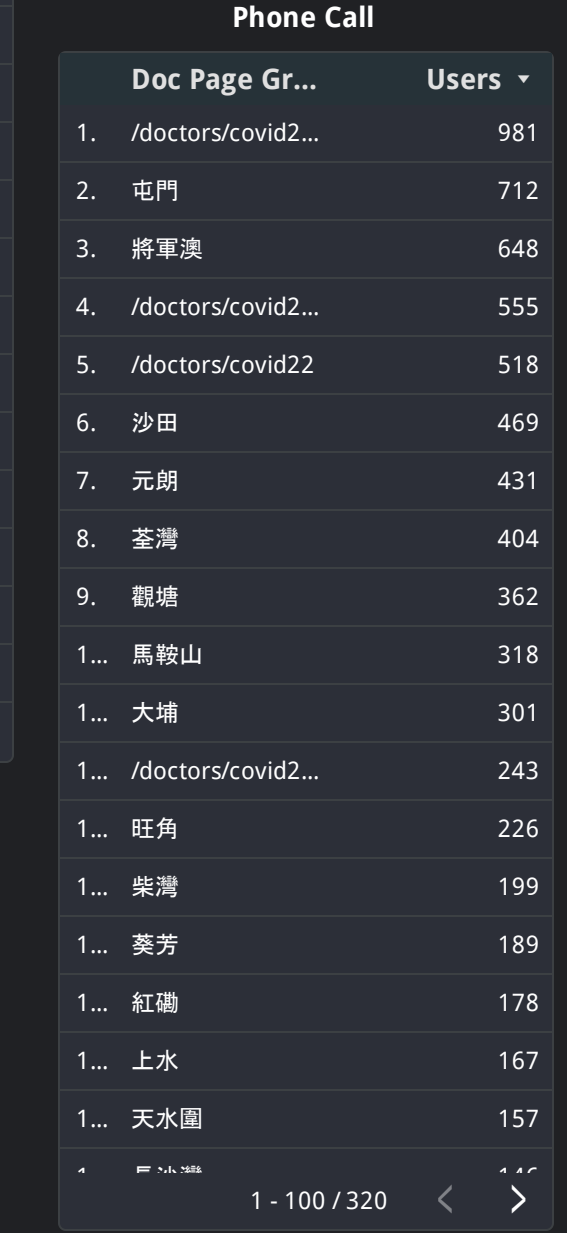 Phone Call
Doc Page Gr... Users
1. /doctors/covid2... 981
2. 屯門 712
3. 將軍澳 648
4. /doctors/covid2... 555
5. /doctors/covid22 518
6. 沙田 469
7. 元朗 431
8. 荃灣 404
9. 觀塘 362
1... 馬鞍山 318
1... 大埔 301
1... /doctors/covid2... 243
1... 旺角 226
1... 柴灣 199
1... 葵芳 189
1... 紅磡 178
1... 上水 167
1... 天水圍 157
1 - 100 / 320